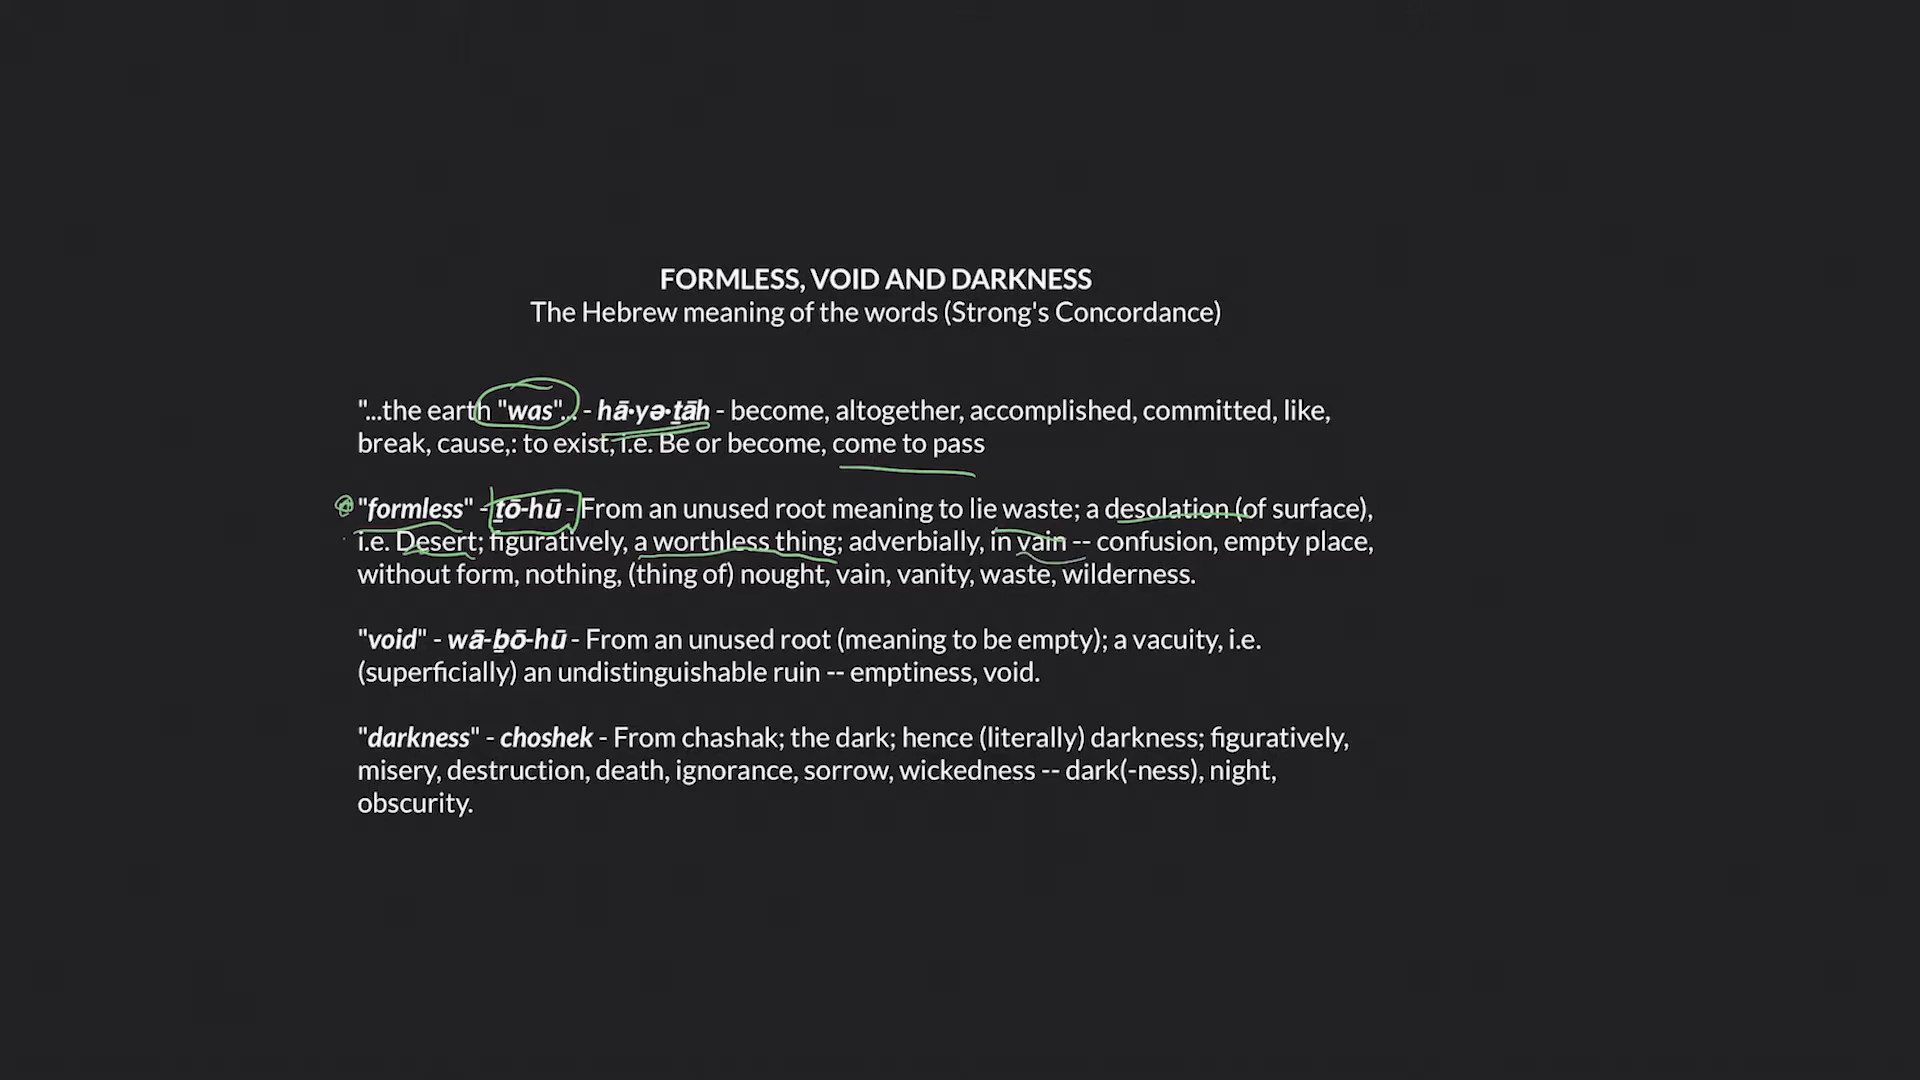 FORMLESS, VOID AND DARKNESS
The Hebrew meaning of the words (Strong's Concordance)
"...the earth "was"... - hā·yə·ṯāh - become, altogether, accomplished, committed, like,
break, cause,: to exist, i.e. Be or become, come to pass
"formless" - ṯō-hū - From an unused root meaning to lie waste; a desolation (of surface),
i.e. Desert; figuratively, a worthless thing; adverbially, in vain -- confusion, empty place,
without form, nothing, (thing of) nought, vain, vanity, waste, wilderness.
"void" - wā-ḇō-hū - From an unused root (meaning to be empty); a vacuity, i.e.
(superficially) an undistinguishable ruin -- emptiness, void.
"darkness" - choshek - From chashak; the dark; hence (literally) darkness; figuratively,
misery, destruction, death, ignorance, sorrow, wickedness -- dark(-ness), night,
obscurity.